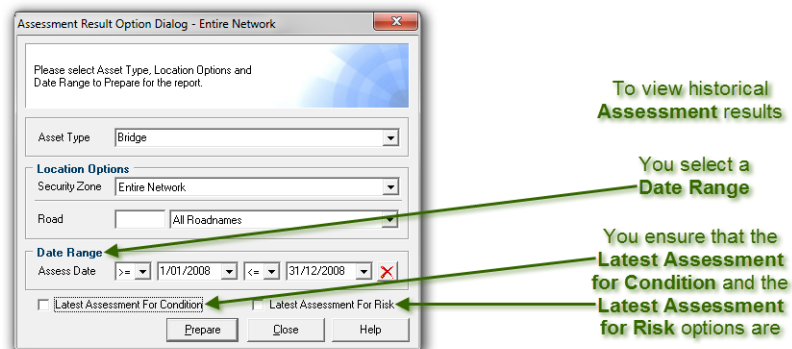 Assessment Result Option Dialog - Entire Network
Please select Asset Type, Location Options and
Date Range to Prepare for the report.
Asset Type Bridge
Location Options
Security Zone Entire Network
Road All Roadnames
Date Range
Assess Date >= 1/01/2008 <= 31/12/2008
Latest Assessment For Condition Latest Assessment For Risk
Prepare Close Help
To view historical
Assessment results
You select a
Date Range
You ensure that the
Latest Assessment
for Condition and the
Latest Assessment
for Risk options are